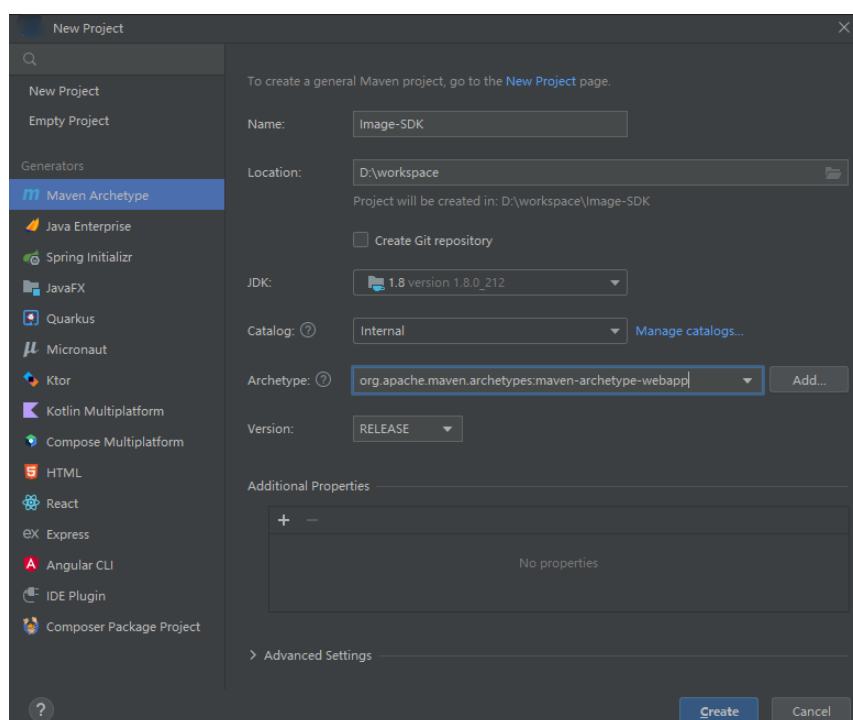 New Project
New Project
Empty Project
Generators
Maven Archetype
Java Enterprise
Spring Initializr
JavaFX
Quarkus
Micronaut
Ktor
Kotlin Multiplatform
Compose Multiplatform
HTML
React
Express
Angular CLI
IDE Plugin
Composer Package Project
To create a general Maven project, go to the New Project page.
Name: Image-SDK
Location: D:\workspace
Project will be created in: D:\workspace\Image-SDK
Create Git repository
JDK: 1.8 version 1.8.0_212
Catalog: ? Internal Manage catalogs...
Archetype: ? org.apache.maven.archetypes:maven-archetype-webapp Add...
Version: RELEASE
Additional Properties
No properties
Advanced Settings
? Create Cancel